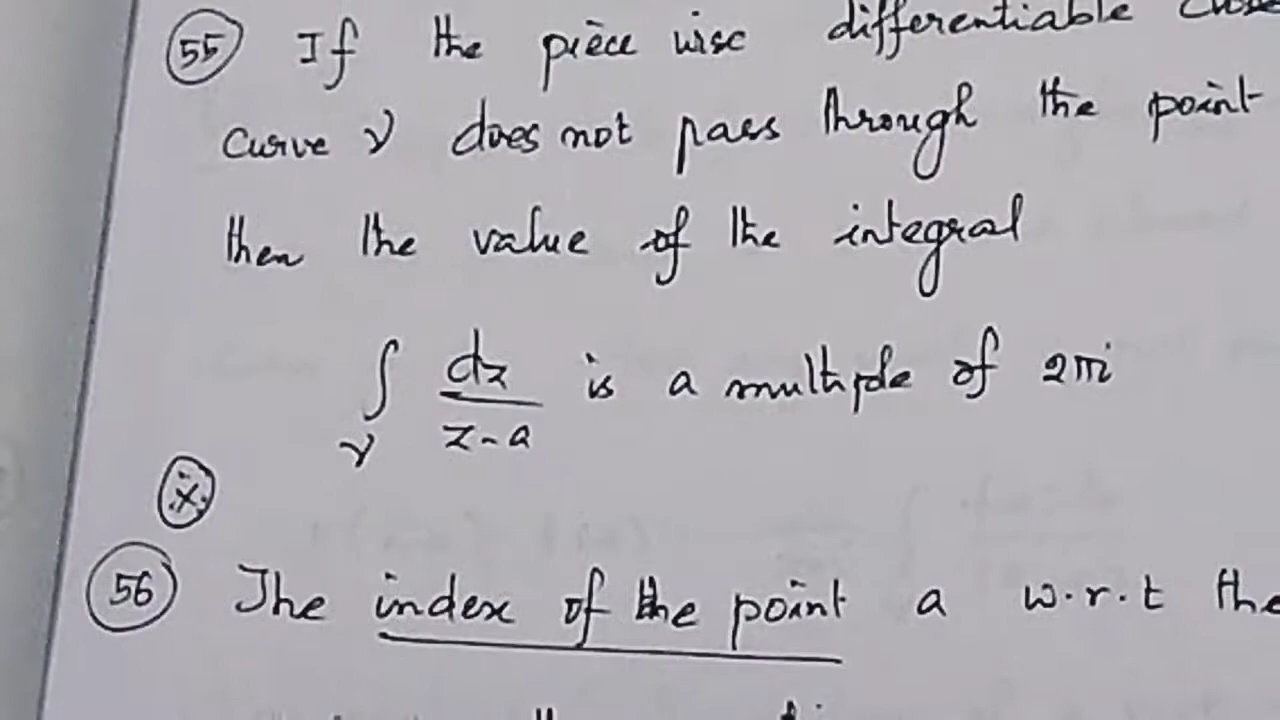 55 If the piece wise differentiable
curve γ does not pass through the point
then the value of the integral
∫γ dz/z-a is a multiple of 2πi
56 The index of the point a w.r.t the